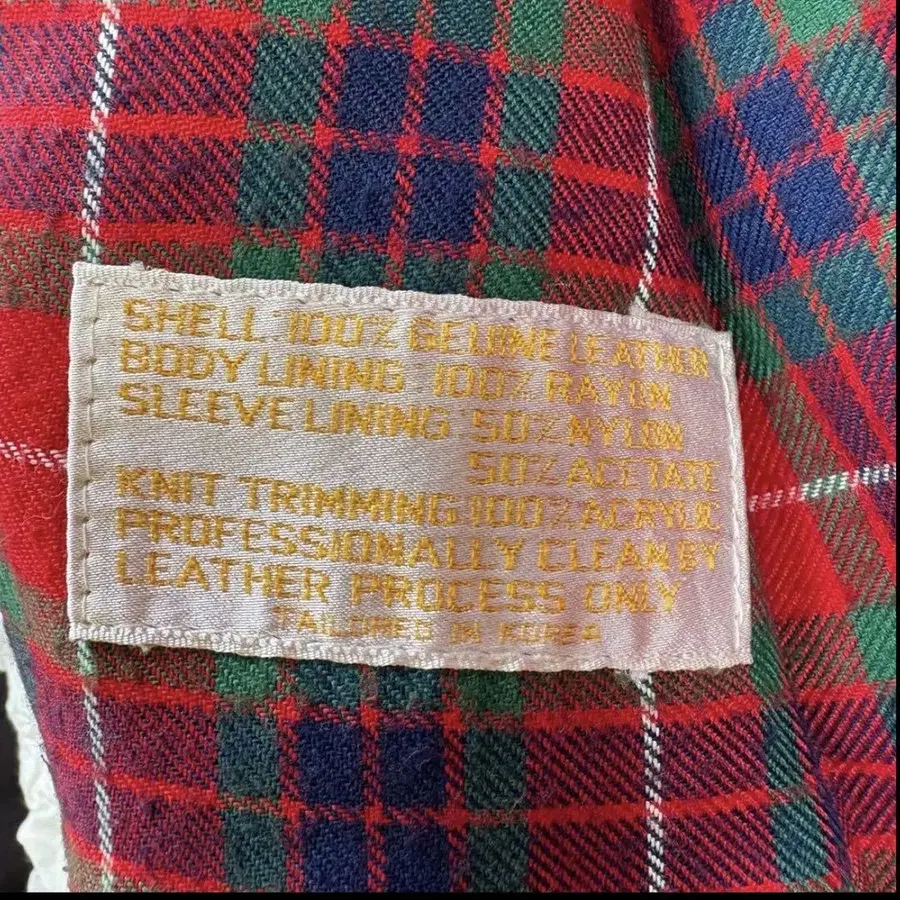 SHELL 100% GEUINE LEATHER
BODY LINING 100% RAYON
SLEEVE LINING 50% NYLON
50% ACETATE
KNIT TRIMMING 100% ACRYLIC
PROFESSIONALLY CLEAN BY
LEATHER PROCESS ONLY
TAILORED IN KOREA